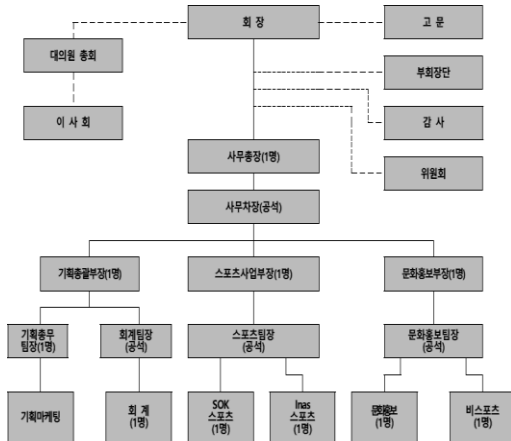 회 장
고 문
대의원 총회
부회장단
이 사 회
감 사
사무총장(1명)
위원회
사무차장(공석)
기획총괄부장(1명)
스포츠사업부장(1명)
문화홍보부장(1명)
기획총무
팀장(1명)
회계팀장
(공석)
스포츠팀장
(공석)
문화홍보팀장
(공석)
기획마케팅
회 계
(1명)
SOK
스포츠
(1명)
Inas
스포츠
(1명)
문화홍보
(1명)
비스포츠
(1명)